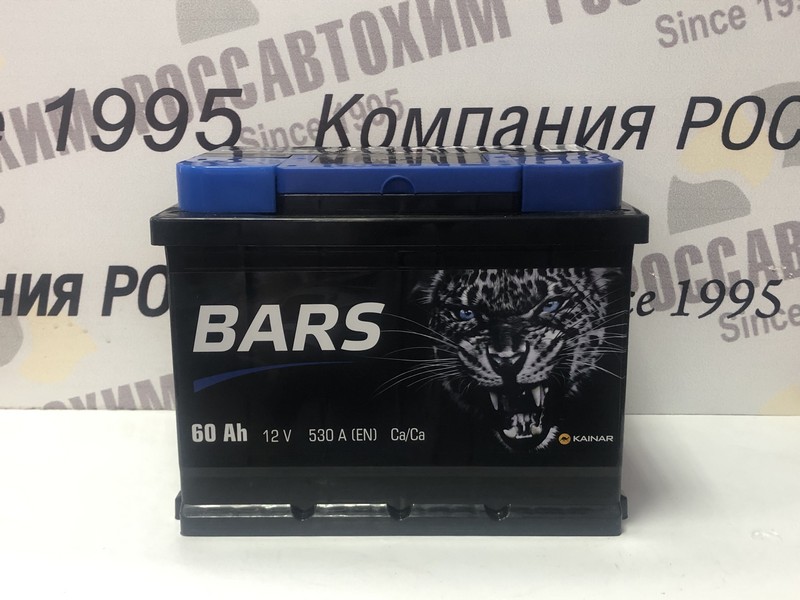 РОССАВТОХИМ
Since 1995
e 1995
Компания РОС
Since 1995
ния РО
ce 1995
Since
BARS
60 Ah 12 V 530 A (EN) Ca/Ca
KAINAR